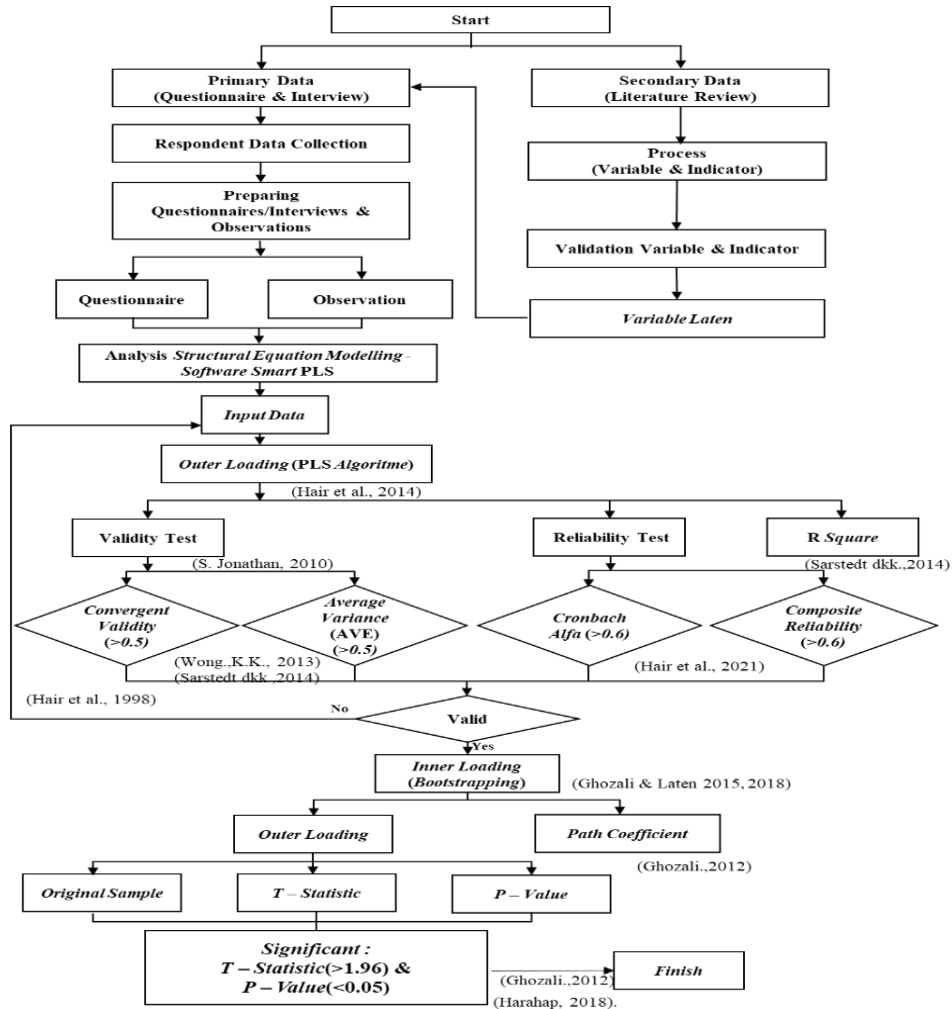 Start
Primary Data
(Questionnaire & Interview)
Secondary Data
(Literature Review)
Respondent Data Collection
Process
(Variable & Indicator)
Preparing
Questionnaires/Interviews &
Observations
Validation Variable & Indicator
Questionnaire
Observation
Variable Laten
Analysis Structural Equation Modelling -
Software Smart PLS
Input Data
Outer Loading (PLS Algoritme)
(Hair et al., 2014)
Validity Test
Reliability Test
R Square
(S. Jonathan, 2010)
(Sarstedt dkk.,2014)
Convergent
Validity
(>0.5)
Average
Variance
(AVE)
(>0.5)
Cronbach
Alfa (>0.6)
Composite
Reliability
(>0.6)
(Wong.,K.K., 2013)
(Sarstedt dkk.,2014)
(Hair et al., 2021)
(Hair et al., 1998)
No
Valid
Yes
Inner Loading
(Bootstrapping)
(Ghozali & Laten 2015, 2018)
Outer Loading
Path Coefficient
(Ghozali.,2012)
Original Sample
T – Statistic
P – Value
Significant :
T – Statistic(>1.96) &
P – Value(<0.05)
(Ghozali.,2012)
(Harahap, 2018).
Finish